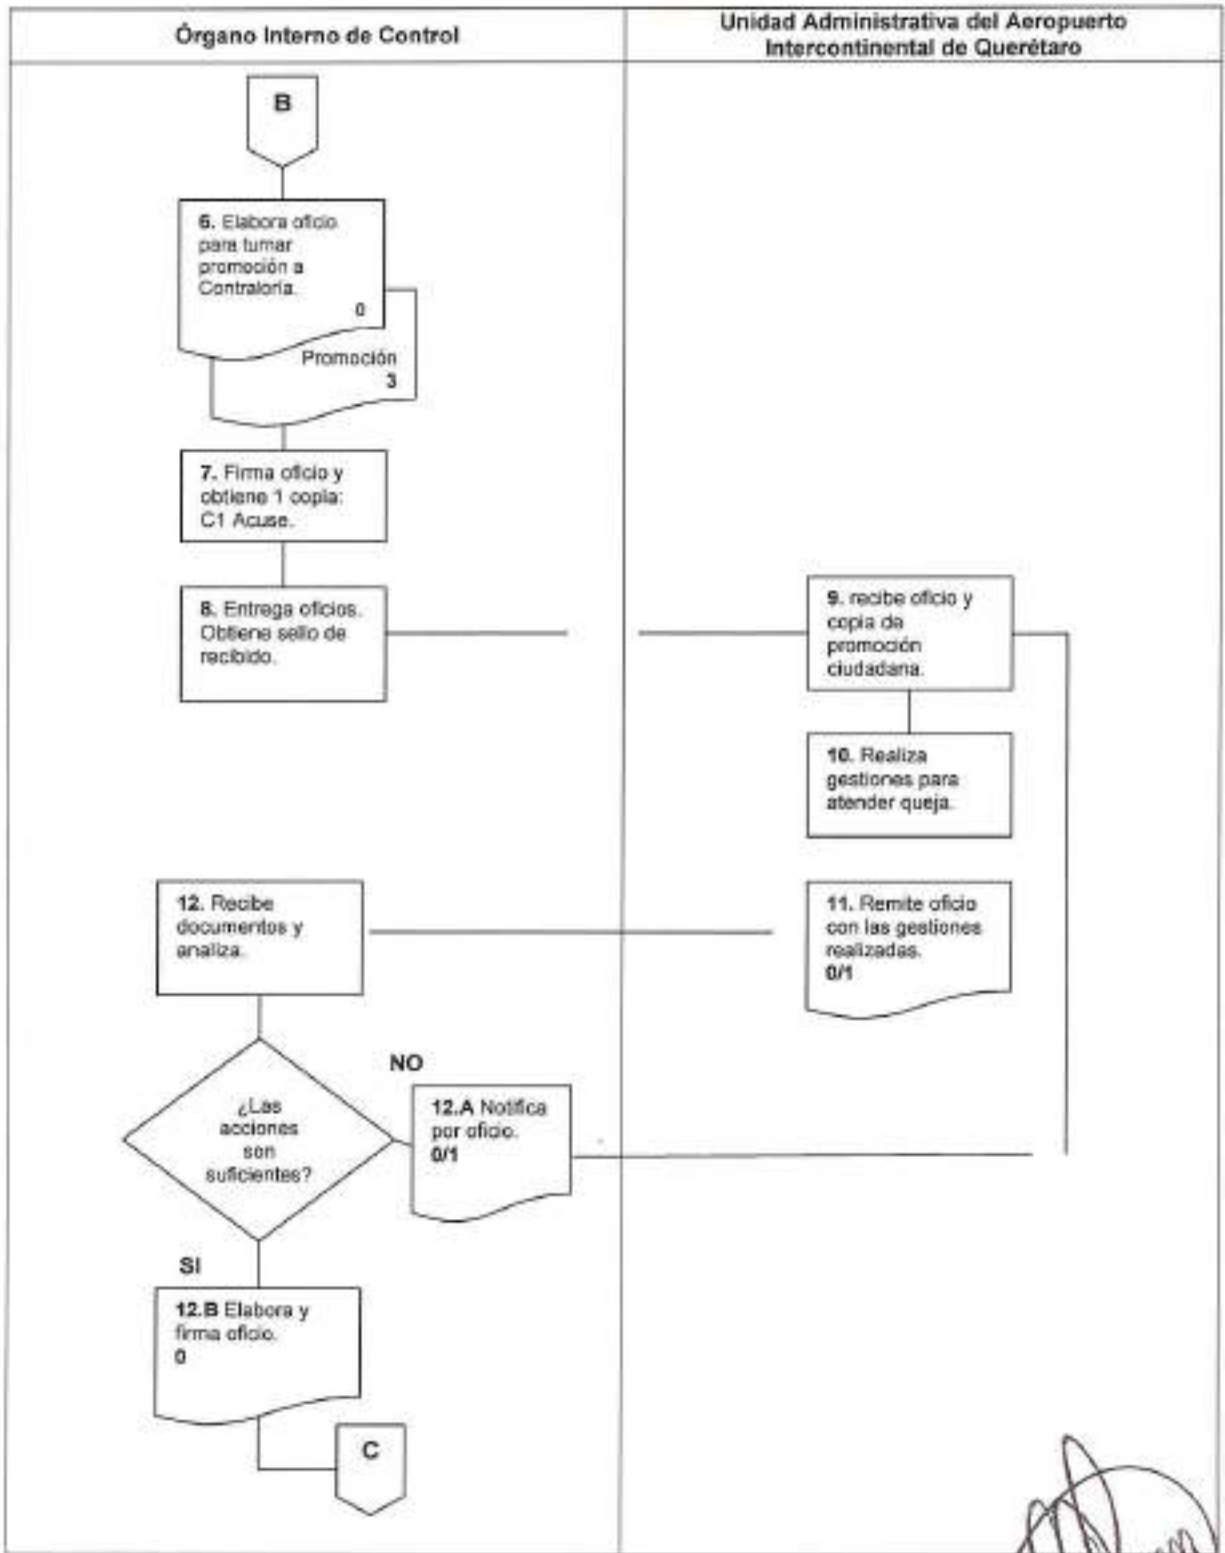 Órgano Interno de Control
Unidad Administrativa del Aeropuerto
Intercontinental de Querétaro
B
6. Elabora oficio
para turnar
promoción a
Contraloría.
0
Promoción
3
7. Firma oficio y
obtiene 1 copia:
C1 Acuse.
8. Entrega oficios.
Obtiene sello de
recibido.
9. recibe oficio y
copia de
promoción
ciudadana.
10. Realiza
gestiones para
atender queja.
11. Remite oficio
con las gestiones
realizadas.
0/1
12. Recibe
documentos y
analiza.
¿Las
acciones
son
suficientes?
NO
12.A Notifica
por oficio.
0/1
SI
12.B Elabora y
firma oficio.
0
C